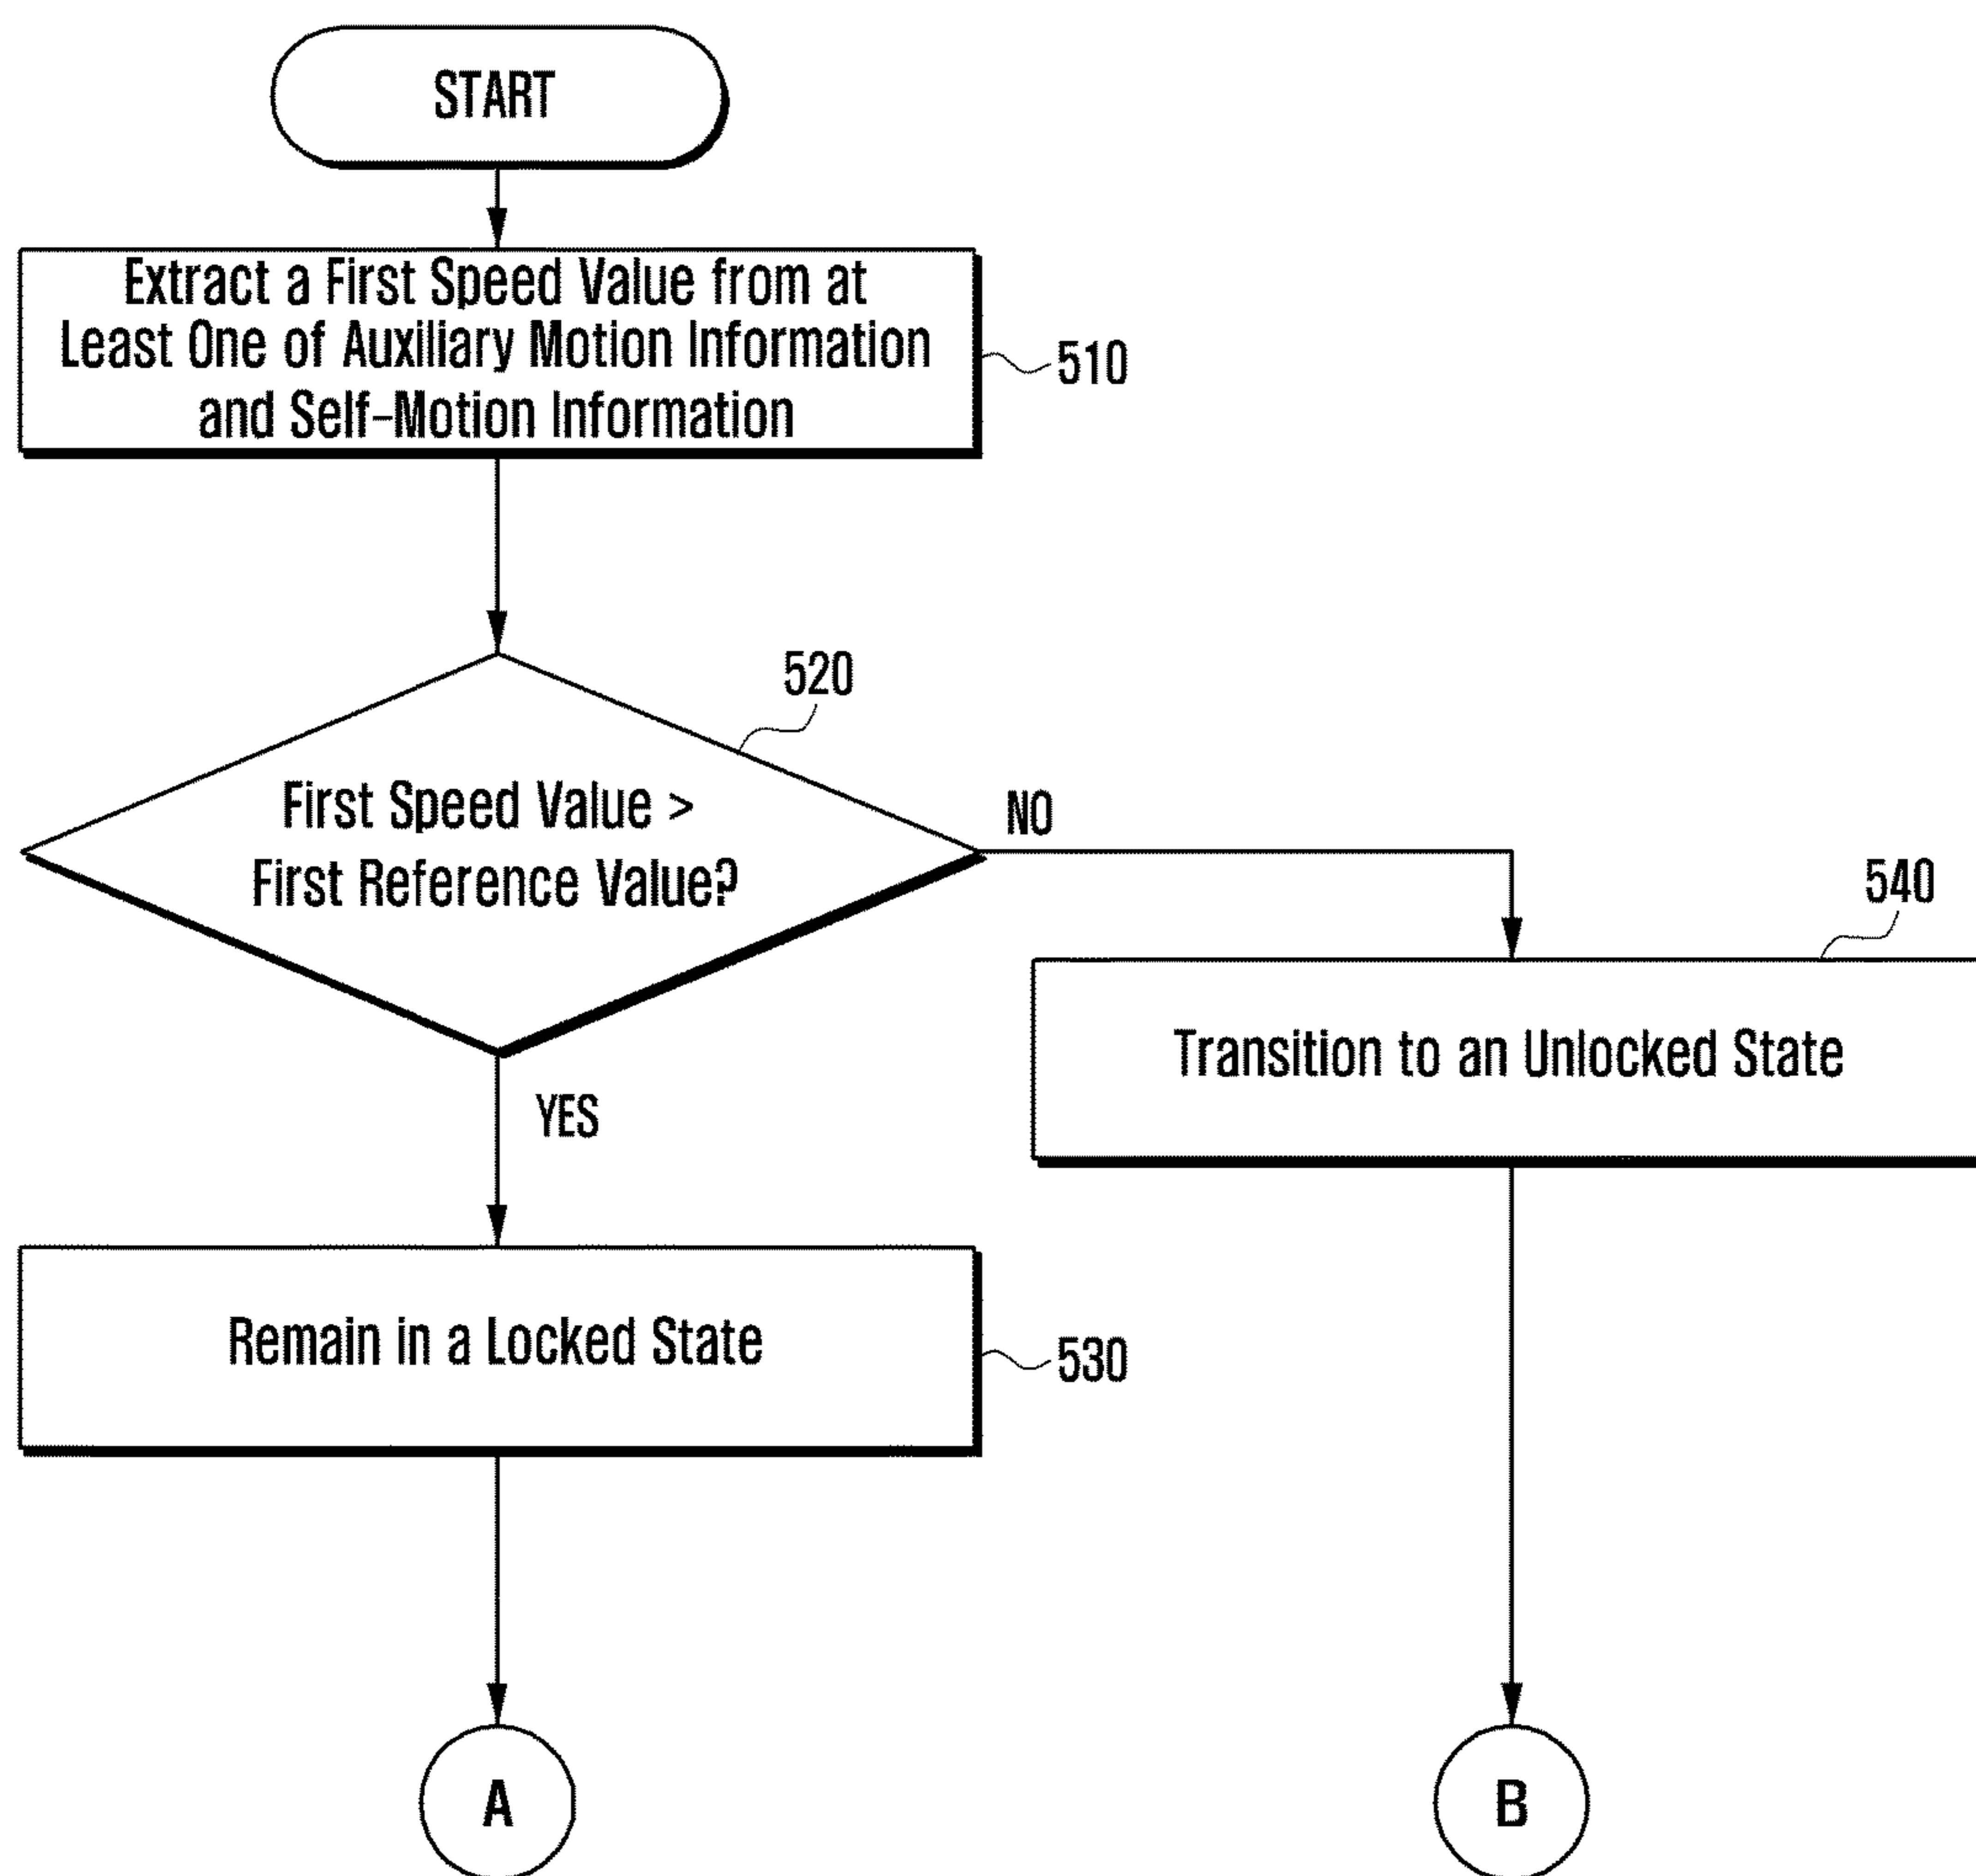 START
Extract a First Speed Value from at
Least One of Auxiliary Motion Information
and Self-Motion Information
510
520
First Speed Value >
First Reference Value?
NO
540
Transition to an Unlocked State
YES
Remain in a Locked State
530
A
B